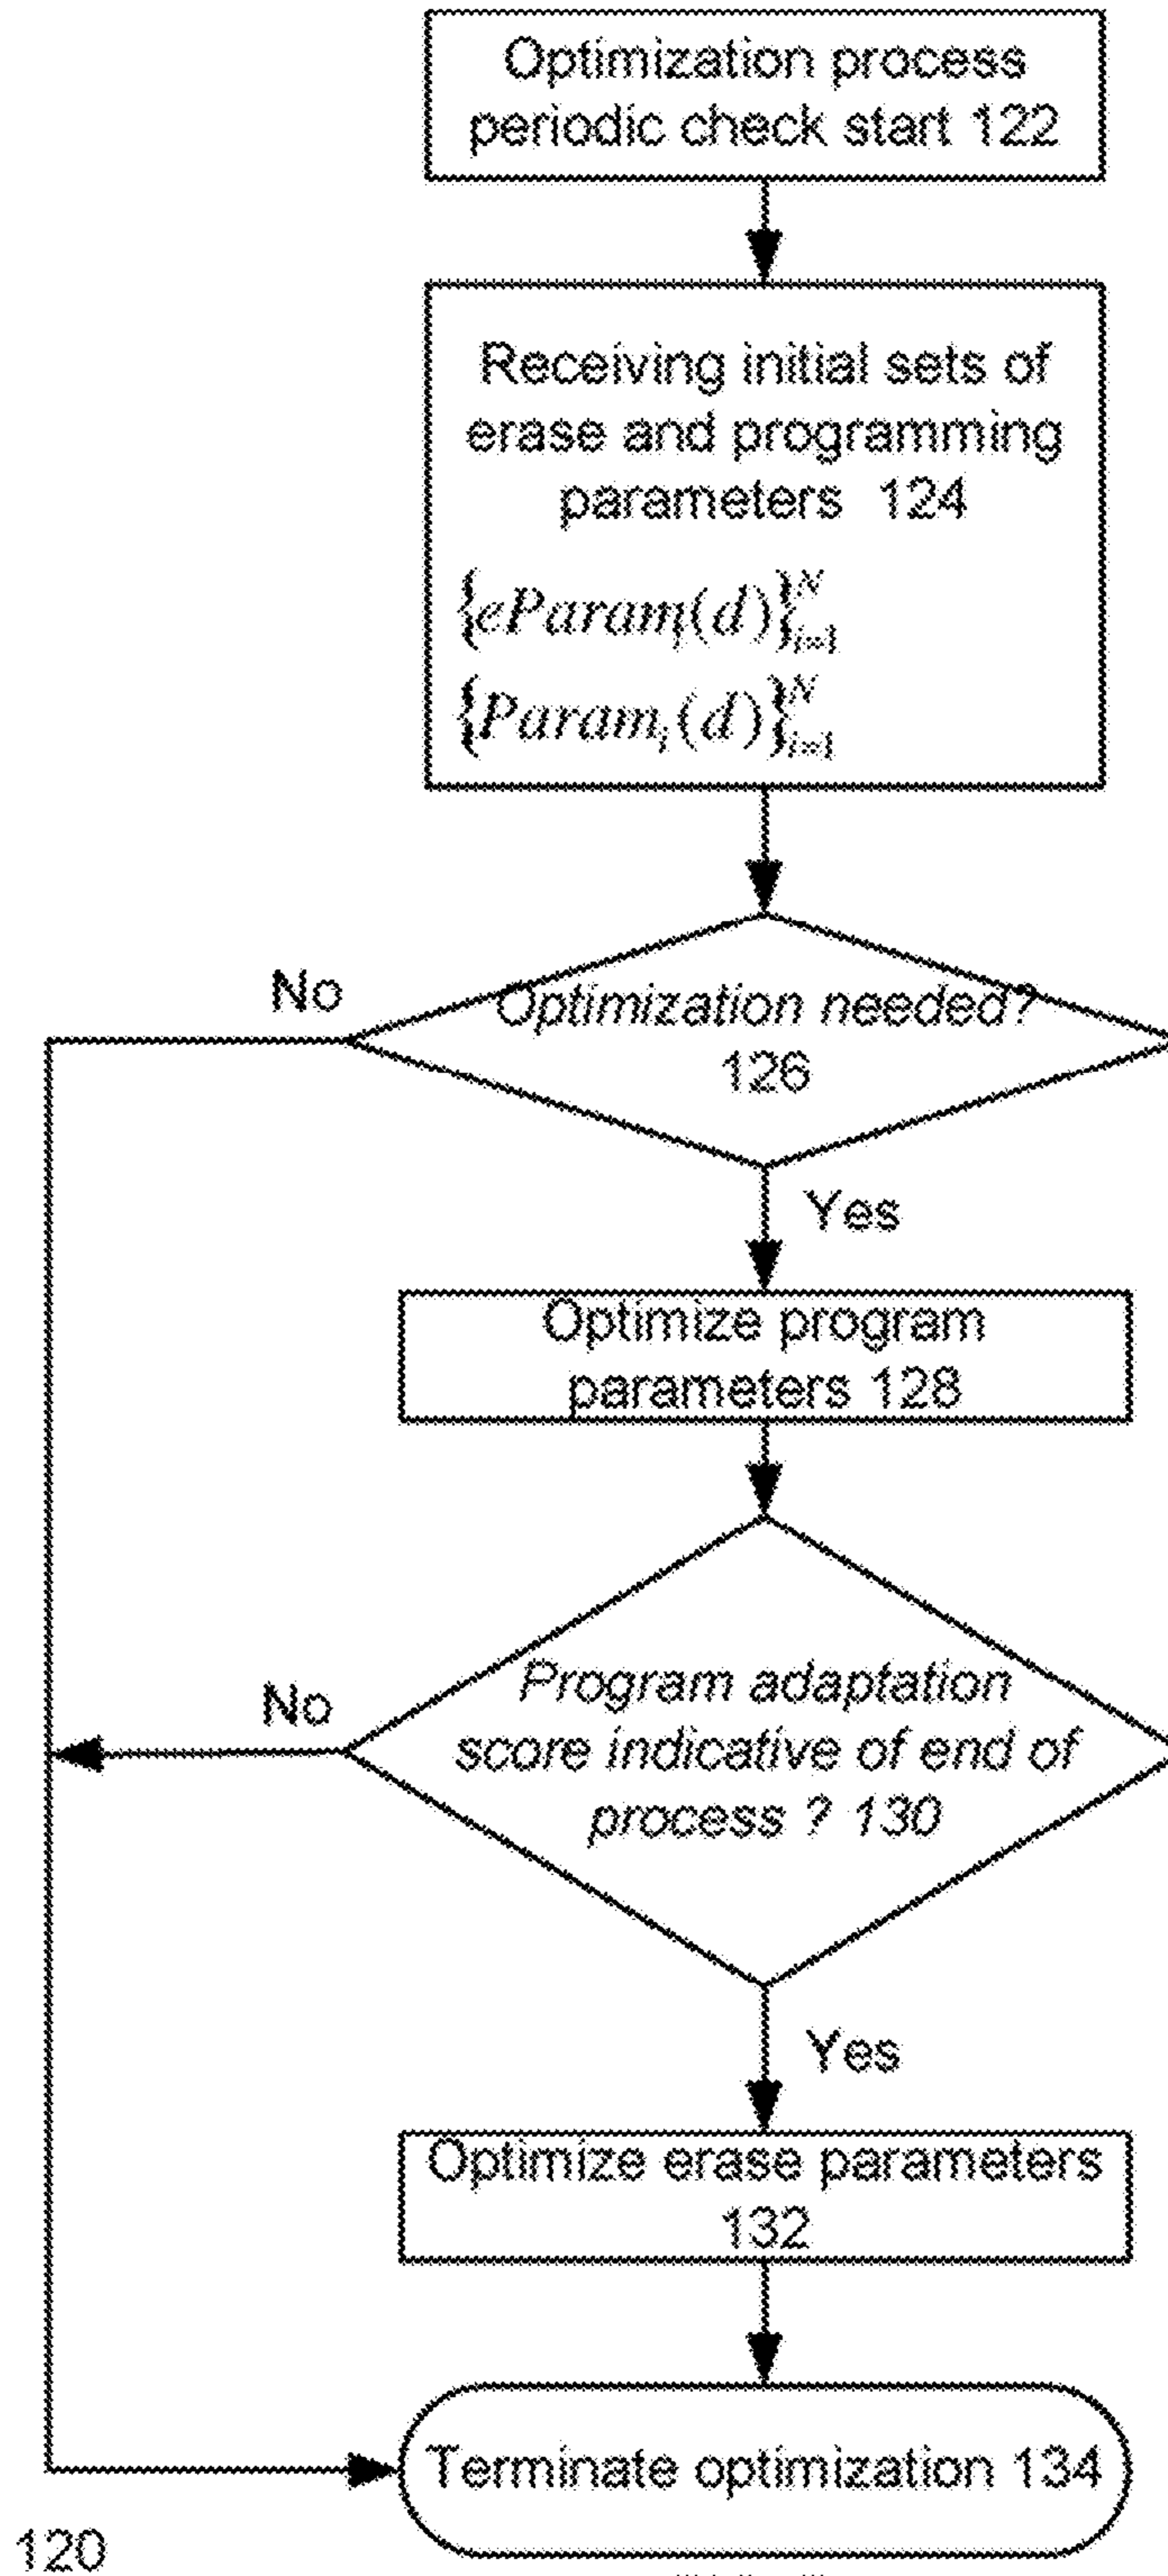 Optimization process
periodic check start 122
Receiving initial sets of
erase and programming
parameters 124
{eParam_i(d)}_{i=1}^N
{Param_i(d)}_{i=1}^N
No
Optimization needed?
126
Yes
Optimize program
parameters 128
No
Program adaptation
score indicative of end of
process ? 130
Yes
Optimize erase parameters
132
Terminate optimization 134
120